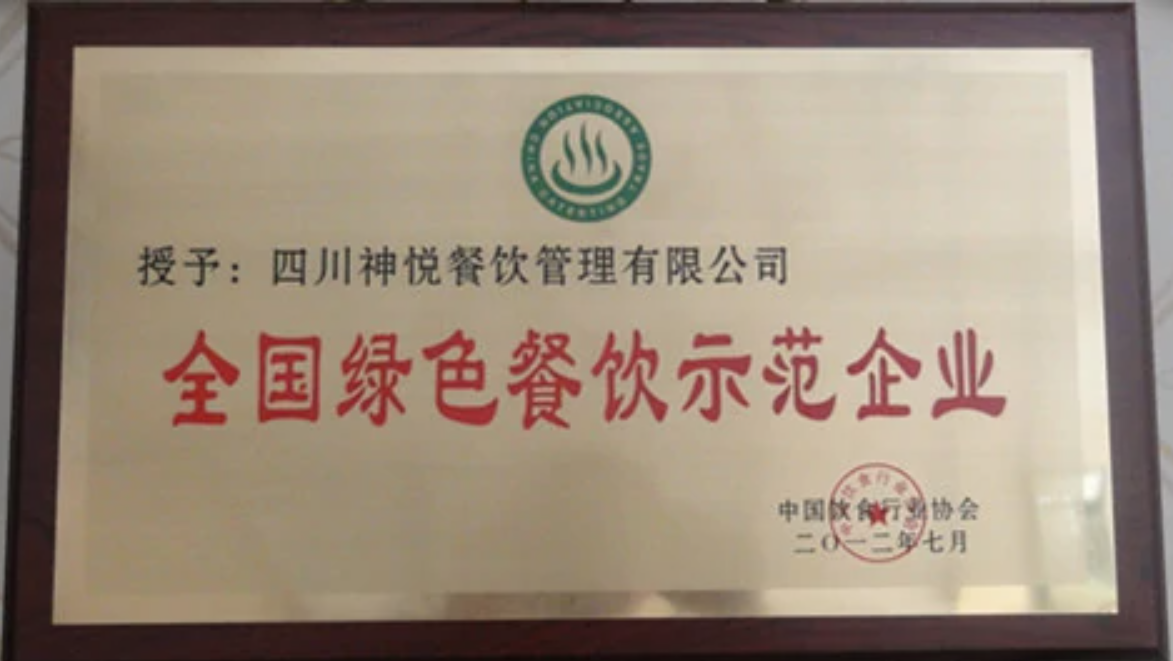 授予：四川神悦餐饮管理有限公司
全国绿色餐饮示范企业
中国饮食行业协会
二〇一二年七月